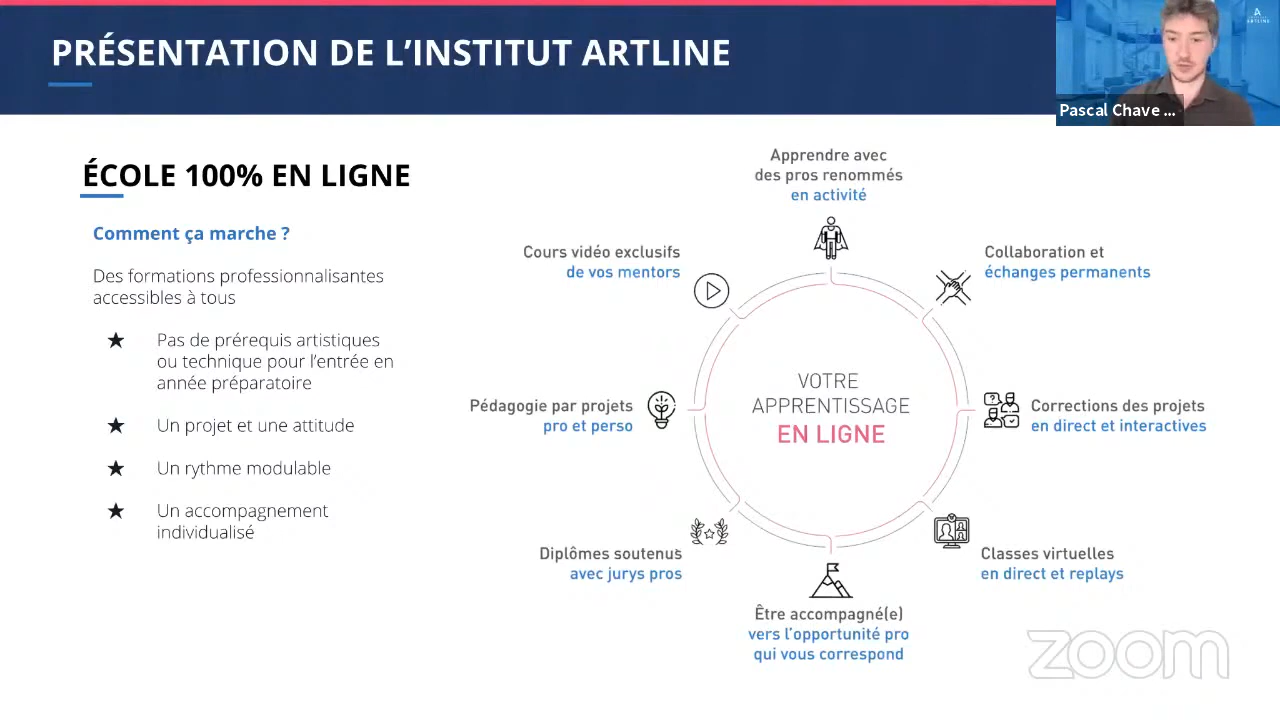 PRÉSENTATION DE L'INSTITUT ARTLINE
ARTLINE
Pascal Chave ...
ÉCOLE 100% EN LIGNE
Comment ça marche ?
Des formations professionnalisantes
accessibles à tous
★ Pas de prérequis artistiques
ou technique pour l'entrée en
année préparatoire
★ Un projet et une attitude
★ Un rythme modulable
★ Un accompagnement
individualisé
Apprendre avec
des pros renommés
en activité
Collaboration et
échanges permanents
Corrections des projets
en direct et interactives
Classes virtuelles
en direct et replays
Être accompagné(e)
vers l'opportunité pro
qui vous correspond
Diplômes soutenus
avec jurys pros
Pédagogie par projets
pro et perso
Cours vidéo exclusifs
de vos mentors
VOTRE
APPRENTISSAGE
EN LIGNE
zoom